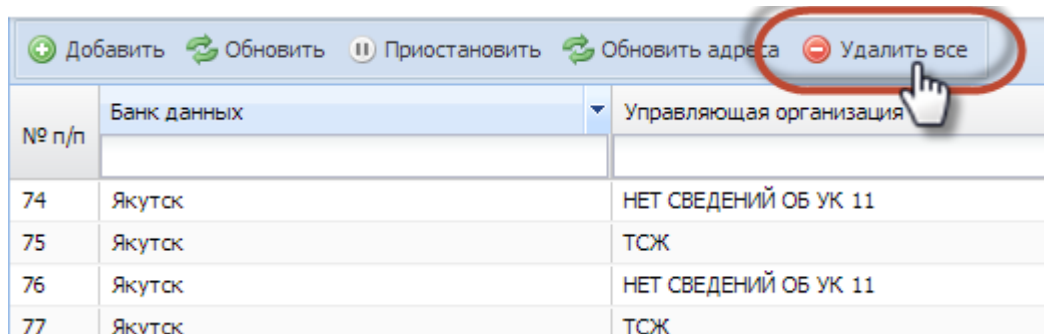 Добавить Обновить Приостановить Обновить адреса Удалить все
№ п/п Банк данных Управляющая организация
74 Якутск НЕТ СВЕДЕНИЙ ОБ УК 11
75 Якутск ТСЖ
76 Якутск НЕТ СВЕДЕНИЙ ОБ УК 11
77 Якутск ТСЖ